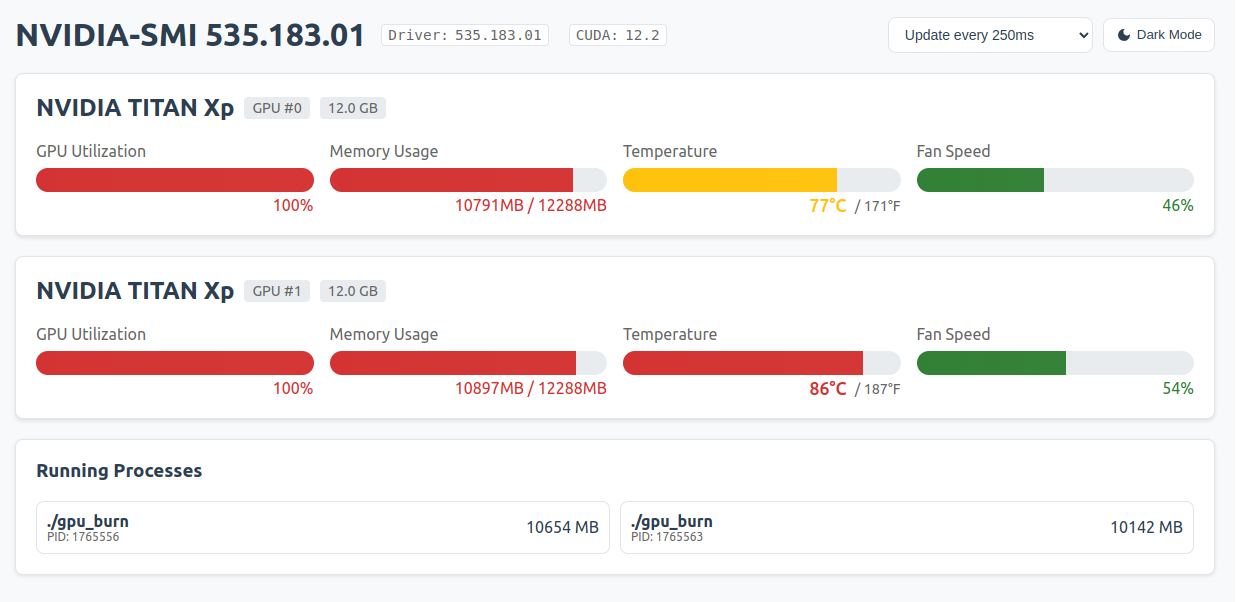 NVIDIA-SMI 535.183.01 Driver: 535.183.01 CUDA: 12.2 Update every 250ms Dark Mode
NVIDIA TITAN Xp GPU #0 12.0 GB
GPU Utilization Memory Usage Temperature Fan Speed
100% 10791MB / 12288MB 77°C / 171°F 46%
NVIDIA TITAN Xp GPU #1 12.0 GB
GPU Utilization Memory Usage Temperature Fan Speed
100% 10897MB / 12288MB 86°C / 187°F 54%
Running Processes
./gpu_burn
PID: 1765556
10654 MB
./gpu_burn
PID: 1765563
10142 MB